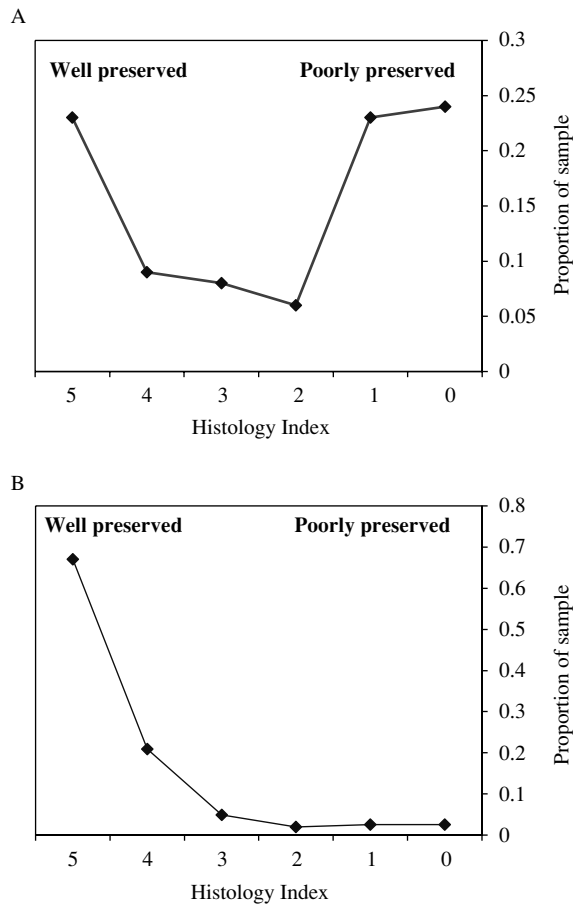 A
Well preserved Poorly preserved
0.3
0.25
0.2
0.15
0.1
0.05
0
Proportion of sample
5 4 3 2 1 0
Histology Index
B
Well preserved Poorly preserved
0.8
0.7
0.6
0.5
0.4
0.3
0.2
0.1
0
Proportion of sample
5 4 3 2 1 0
Histology Index